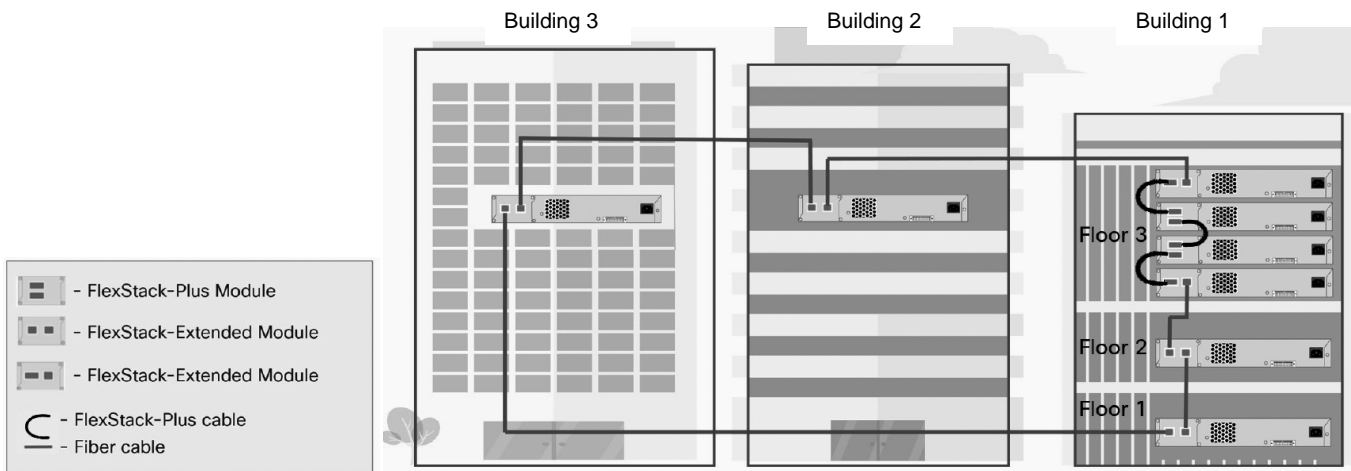 Building 3
Building 2
Building 1
Floor 3
Floor 2
Floor 1
- FlexStack-Plus Module
- FlexStack-Extended Module
- FlexStack-Extended Module
- FlexStack-Plus cable
- Fiber cable